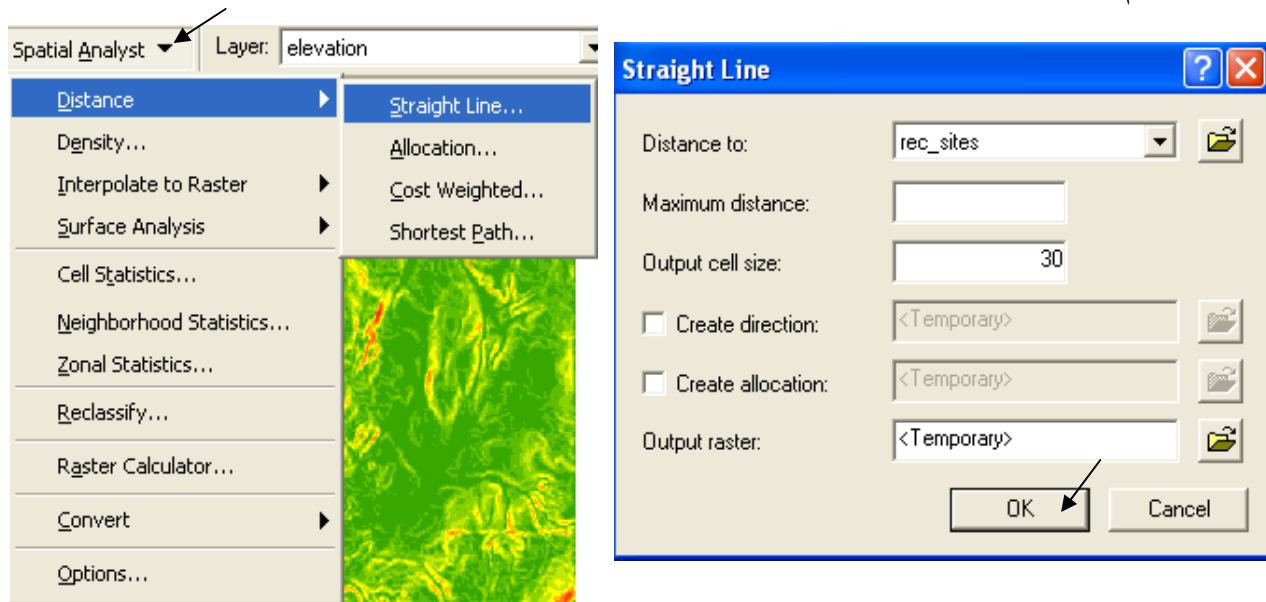 Spatial Analyst Layer: elevation
Distance
Density...
Interpolate to Raster
Surface Analysis
Cell Statistics...
Neighborhood Statistics...
Zonal Statistics...
Reclassify...
Raster Calculator...
Convert
Options...
Straight Line...
Allocation...
Cost Weighted...
Shortest Path...
Straight Line
Distance to: rec_sites
Maximum distance:
Output cell size: 30
Create direction: <Temporary>
Create allocation: <Temporary>
Output raster: <Temporary>
OK Cancel